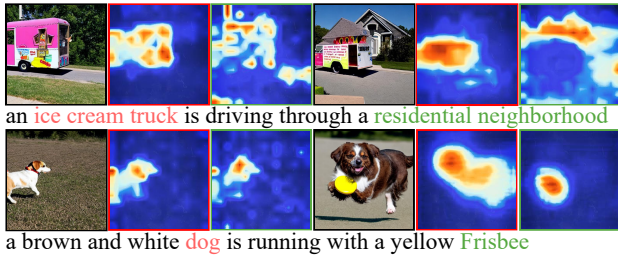 an ice cream truck is driving through a residential neighborhood
a brown and white dog is running with a yellow Frisbee